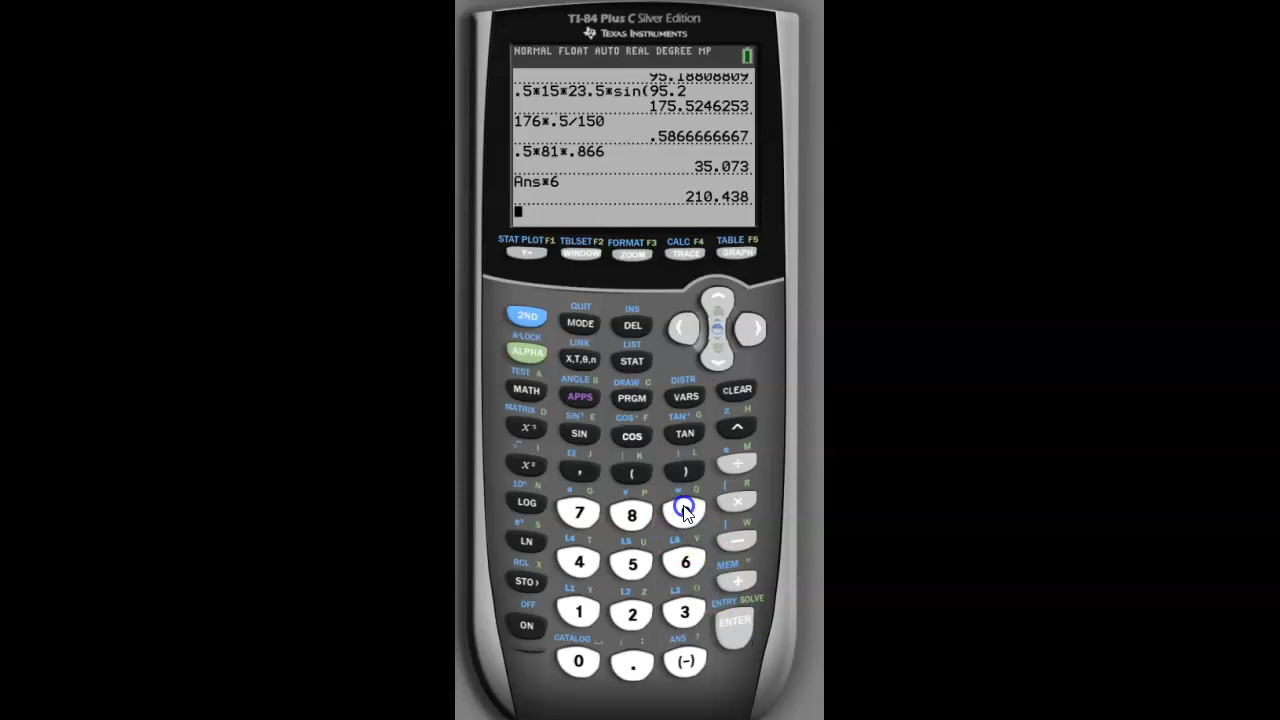 TI-84 Plus C Silver Edition
TEXAS INSTRUMENTS
NORMAL FLOAT AUTO REAL DEGREE MP
95.18808809
.5*15*23.5*sin(95.2
175.5246253
176*.5/150
.5866666667
.5*81*.866
35.073
Ans*6
210.438
STAT PLOT F1 TBLSET F2 FORMAT F3 CALC F4 TABLE F5
Y= WINDOW ZOOM TRACE GRAPH
QUIT INS
2ND MODE DEL
A-LOCK LINK LIST
ALPHA X,T,θ,n STAT
TEST A ANGLE B DRAW C DISTR
MATH APPS PRGM VARS CLEAR
MATRIX D SIN⁻¹ E COS⁻¹ F TAN⁻¹ G π H
X⁻¹ SIN COS TAN ^
√ I EE J { K } L e M
X² , ( ) ÷
10ˣ N u O v P w Q [ R
LOG 7 8 ×
eˣ S L4 T L5 U L6 V ] W
LN 4 5 6 −
RCL X L1 Y L2 Z L3 Θ MEM "
STO› 1 2 3 +
OFF ENTRY SOLVE
ON ENTER
CATALOG : ANS ?
0 . (−)